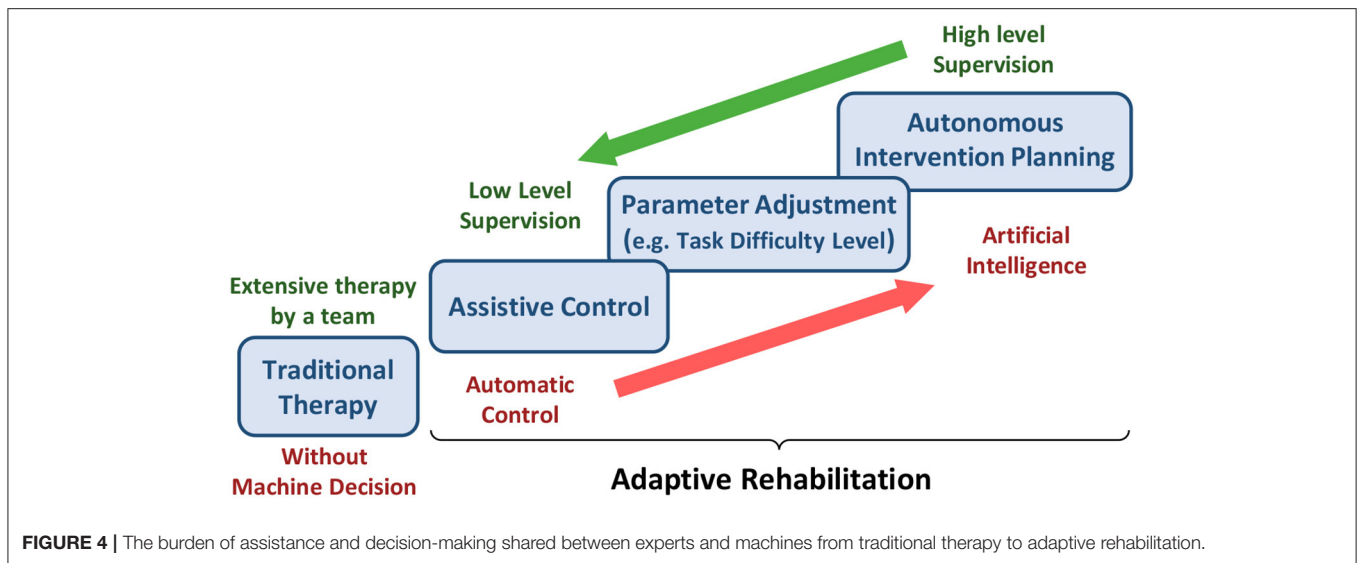 High level
Supervision
Autonomous
Intervention Planning
Low Level
Supervision
Parameter Adjustment
(e.g. Task Difficulty Level)
Artificial
Intelligence
Extensive therapy
by a team
Assistive Control
Traditional
Therapy
Automatic
Control
Without
Machine Decision
Adaptive Rehabilitation
FIGURE 4 | The burden of assistance and decision-making shared between experts and machines from traditional therapy to adaptive rehabilitation.